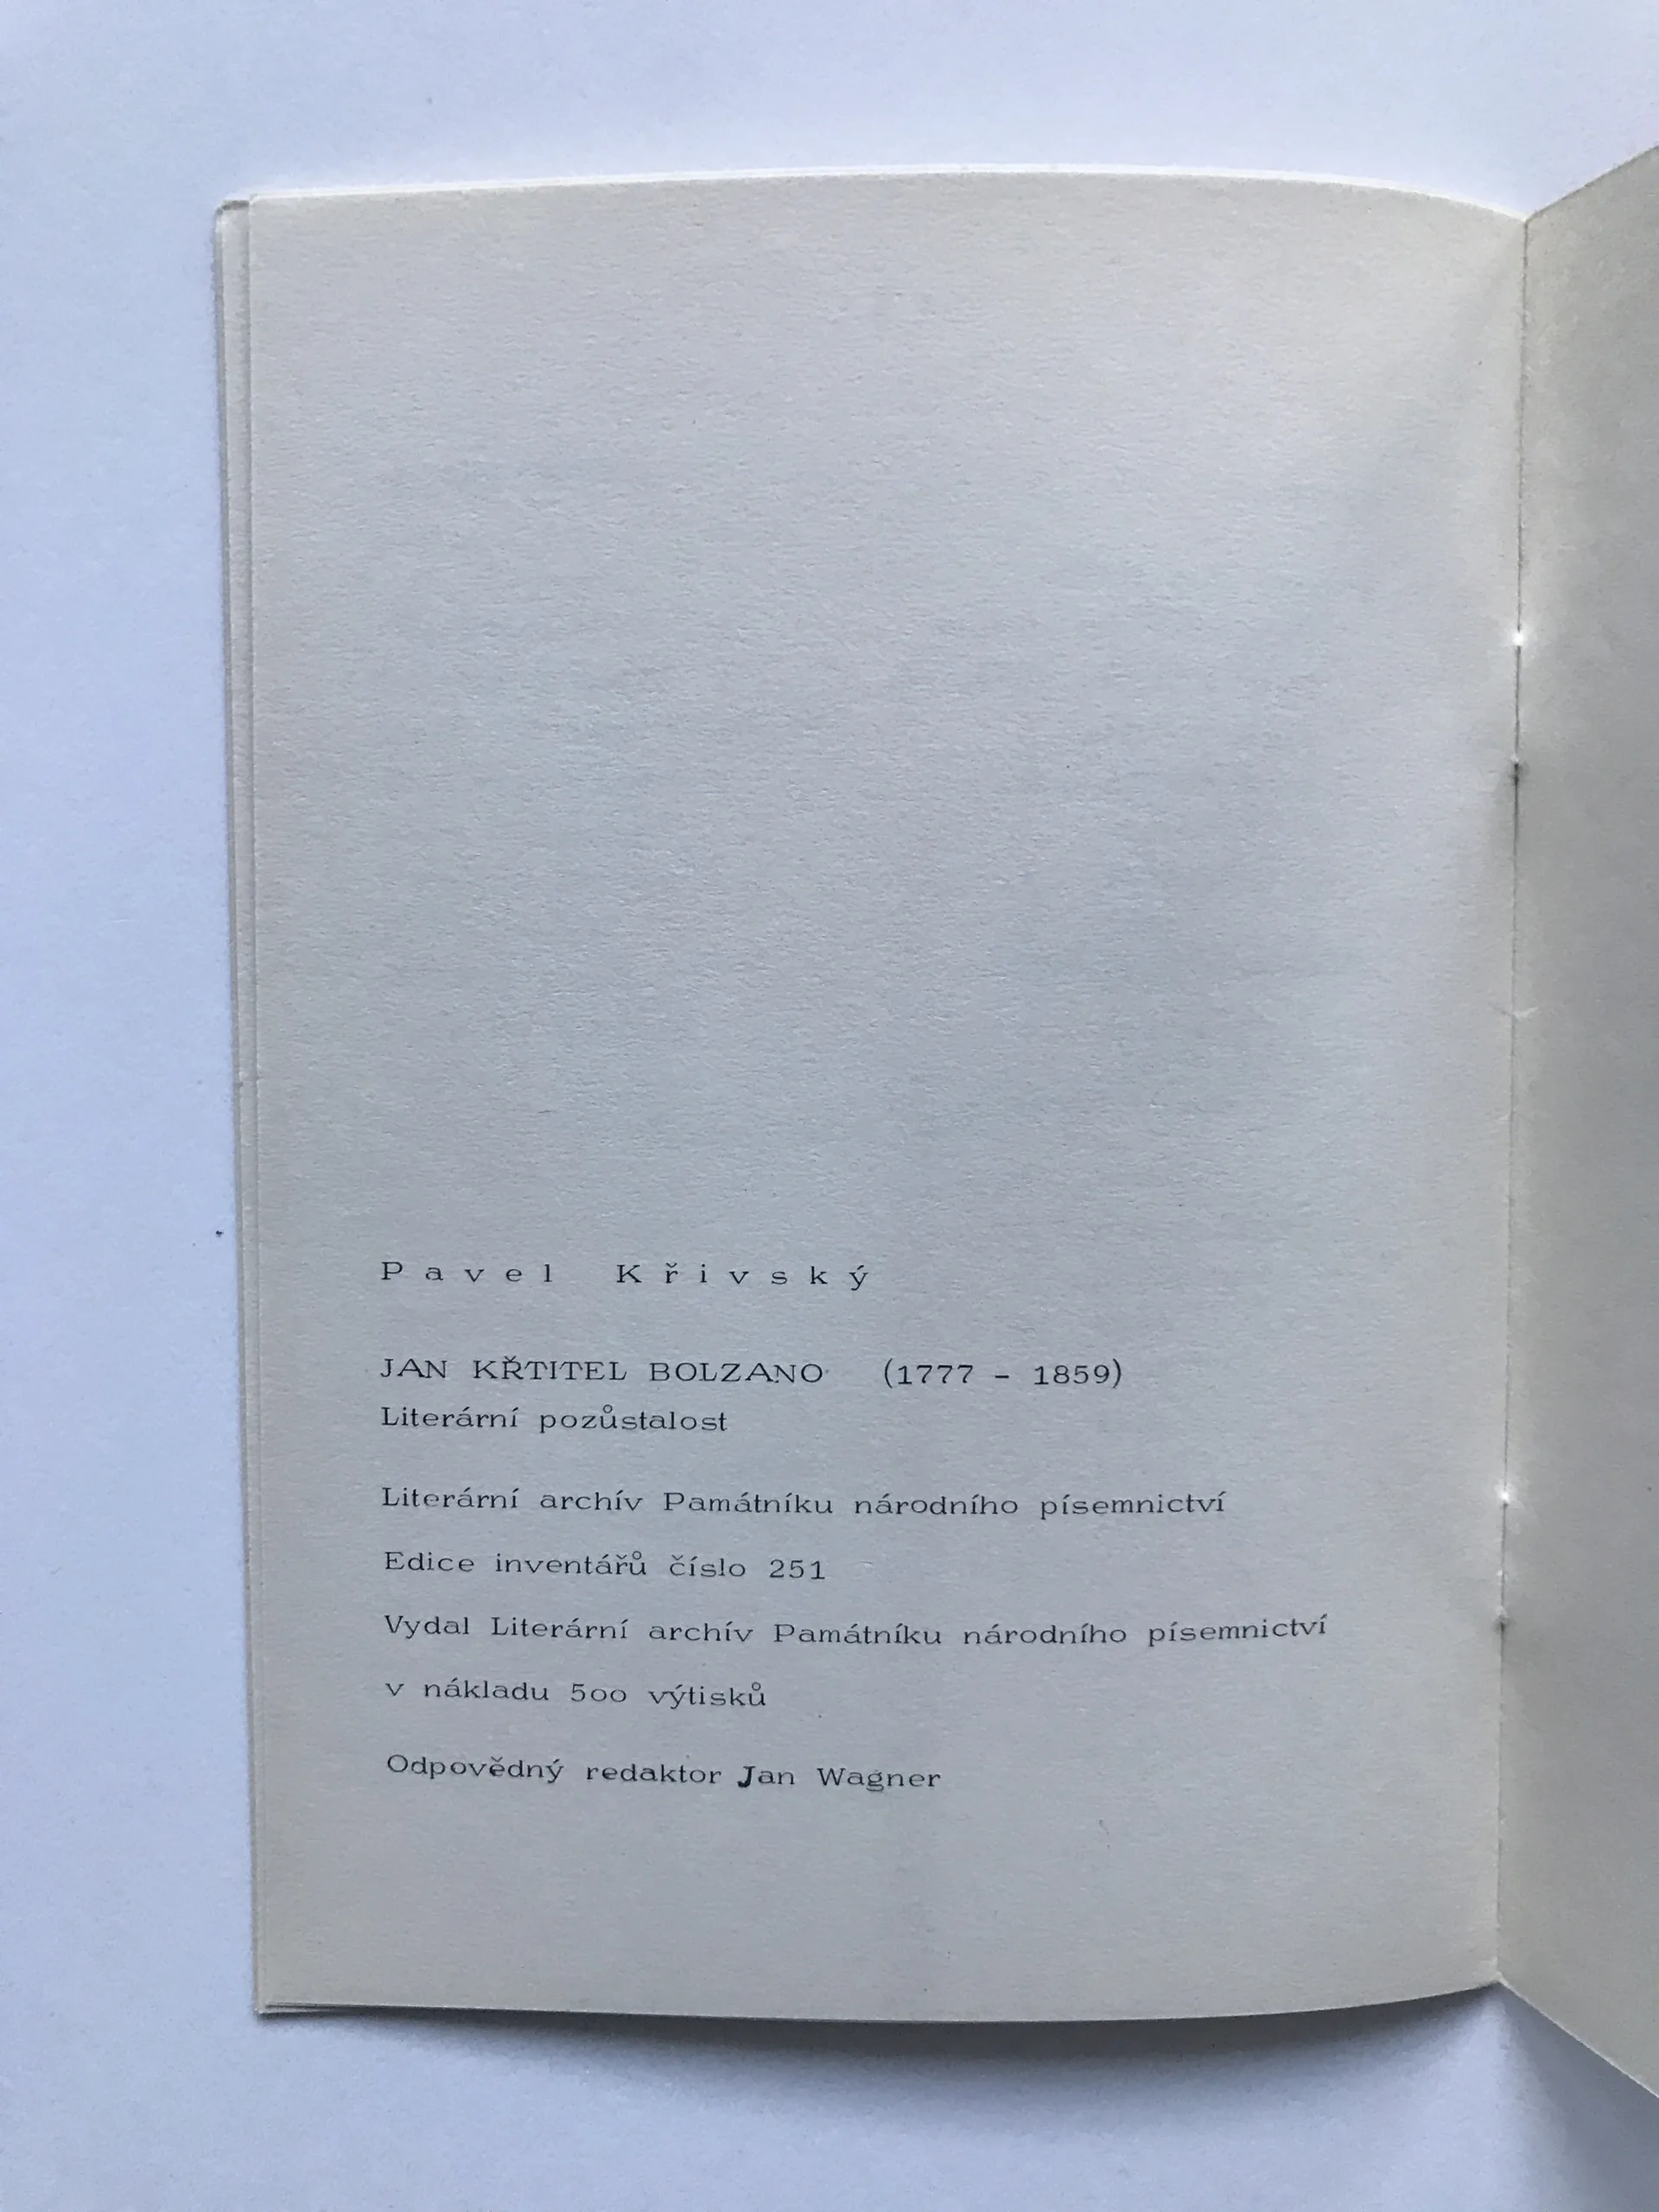 Pavel Křivský
JAN KŘTITEL BOLZANO (1777 - 1859)
Literární pozůstalost
Literární archív Památníku národního písemnictví
Edice inventářů číslo 251
Vydal Literární archív Památníku národního písemnictví
v nákladu 5oo výtisků
Odpovědný redaktor Jan Wagner